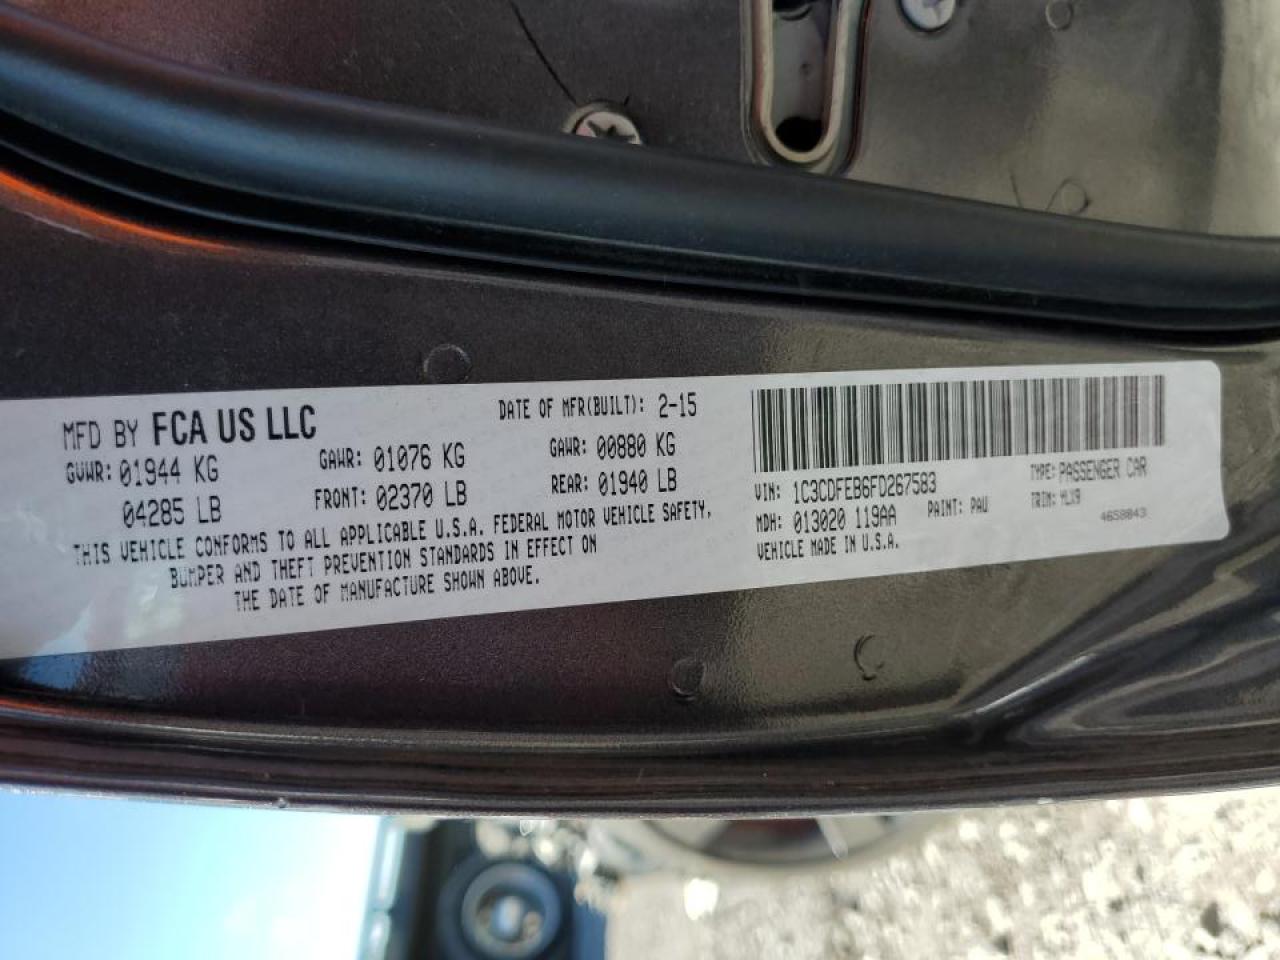 MFD BY FCA US LLC DATE OF MFR(BUILT): 2-15
GVWR: 01944 KG GAWR: 01076 KG GAWR: 00880 KG
04285 LB FRONT: 02370 LB REAR: 01940 LB
THIS VEHICLE CONFORMS TO ALL APPLICABLE U.S.A. FEDERAL MOTOR VEHICLE SAFETY,
BUMPER AND THEFT PREVENTION STANDARDS IN EFFECT ON
THE DATE OF MANUFACTURE SHOWN ABOVE.
VIN: 1C3CDFEB6FD267583 TYPE: PASSENGER CAR
MDH: 013020 119AA PAINT: PAU TRIM: MLX9
VEHICLE MADE IN U.S.A. 4658043